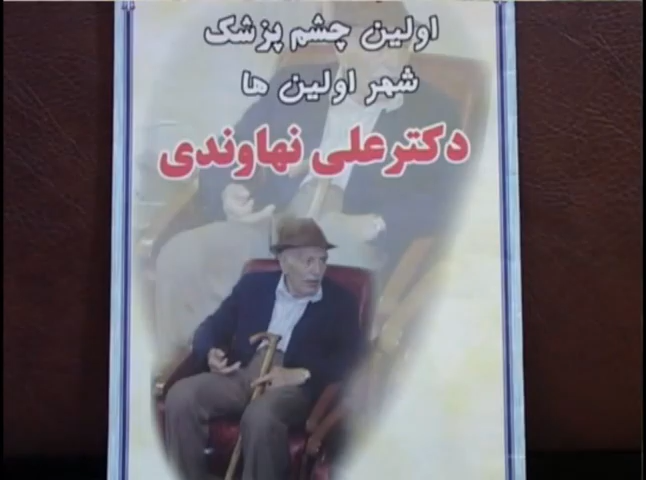 اولین چشم پزشک
شهر اولین ها
دکتر علی نهاوندی